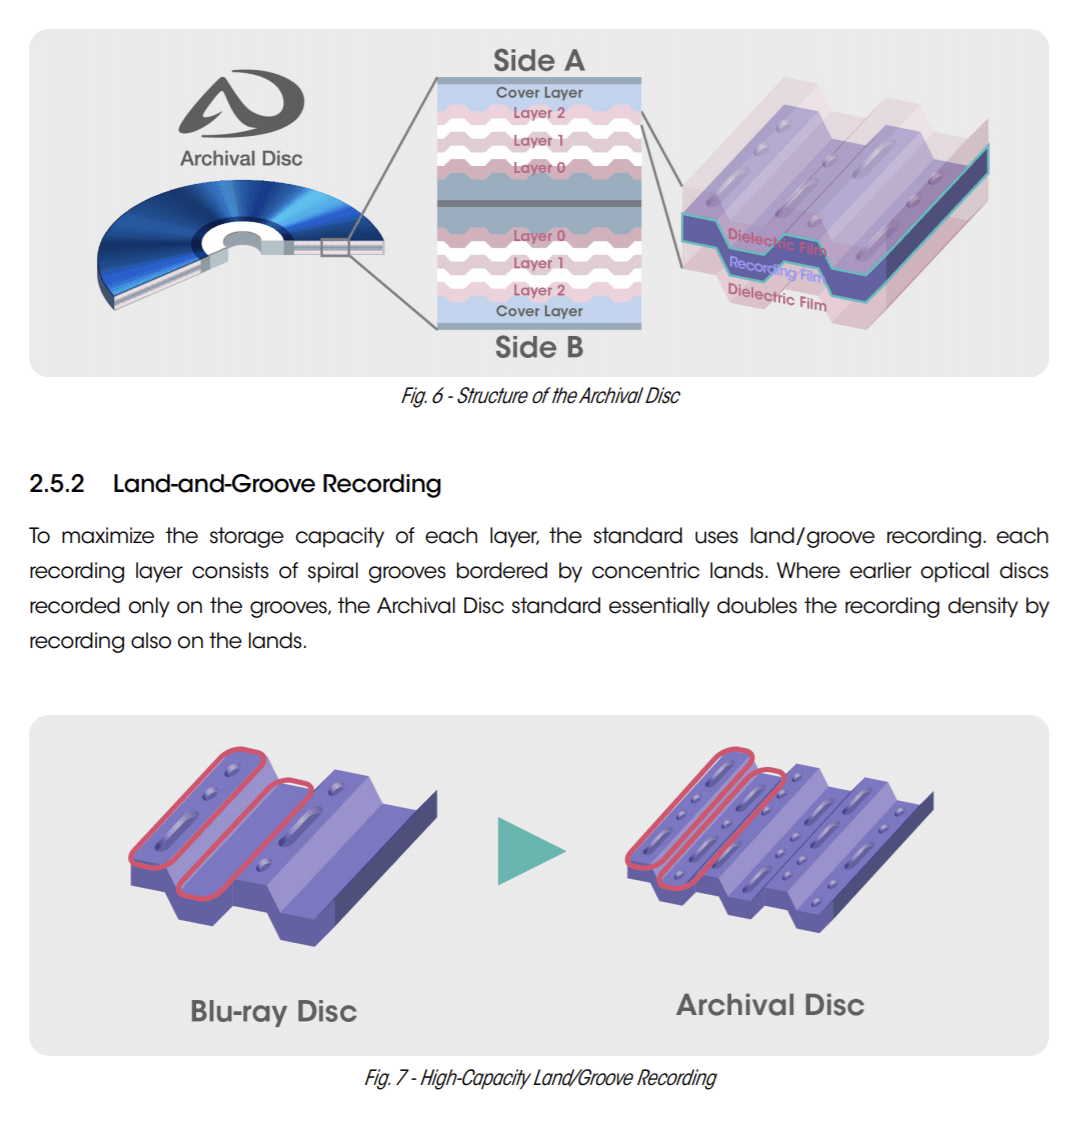 Side A
Cover Layer
Layer 2
Layer 1
Layer 0
Layer 0
Layer 1
Layer 2
Cover Layer
Side B
Archival Disc
Dielectric Film
Recording Film
Dielectric Film
Fig. 6 - Structure of the Archival Disc
2.5.2 Land-and-Groove Recording
To maximize the storage capacity of each layer, the standard uses land/groove recording. each
recording layer consists of spiral grooves bordered by concentric lands. Where earlier optical discs
recorded only on the grooves, the Archival Disc standard essentially doubles the recording density by
recording also on the lands.
Blu-ray Disc
Archival Disc
Fig. 7 - High-Capacity Land/Groove Recording